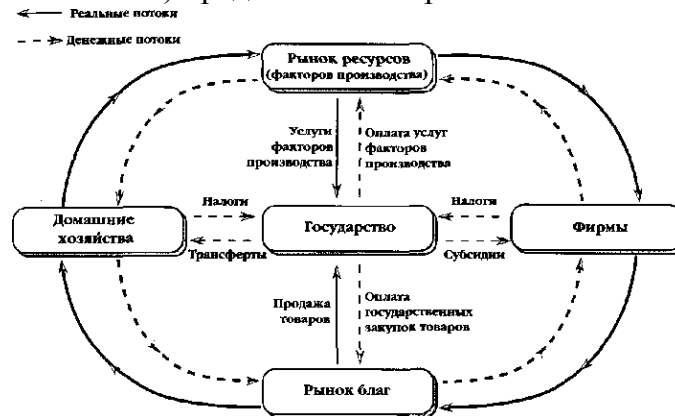 Реальные потоки
Денежные потоки
Рынок ресурсов
(факторов производства)
Услуги
факторов
производства
Оплата услуг
факторов
производства
Налоги
Налоги
Домашние
хозяйства
Государство
Фирмы
Трансферты
Субсидии
Продажа
товаров
Оплата
государственных
закупок товаров
Рынок благ